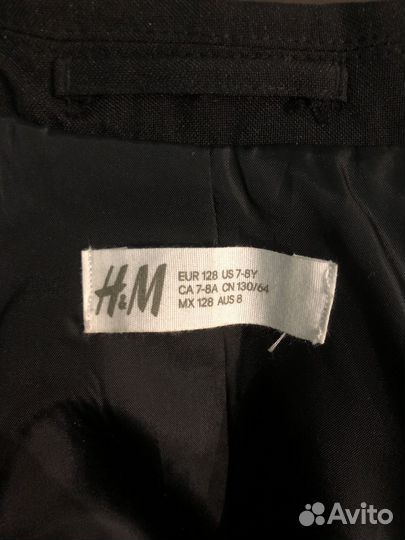 H&M
EUR 128 US 7-8Y
CA 7-8A CN 130/64
MX 128 AUS 8
Avito